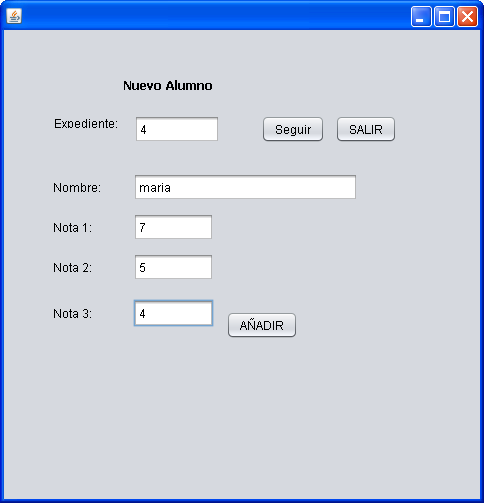 Nuevo Alumno
Expediente: 4 Seguir SALIR
Nombre: maria
Nota 1: 7
Nota 2: 5
Nota 3: 4
AÑADIR